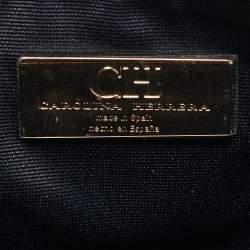 CH
CAROLINA HERRERA
made in Spain
hecho en España